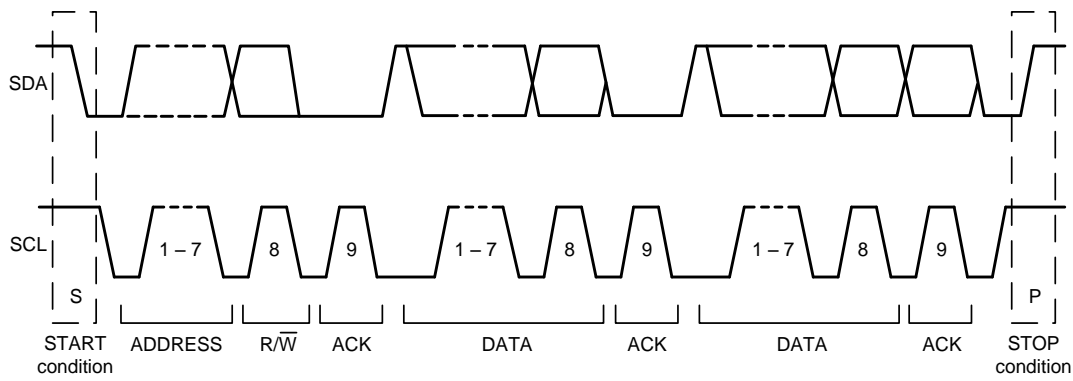 SDA
SCL
1 – 7 8 9 1 – 7 8 9 1 – 7 8 9
S P
START condition ADDRESS R/W̅ ACK DATA ACK DATA ACK STOP condition